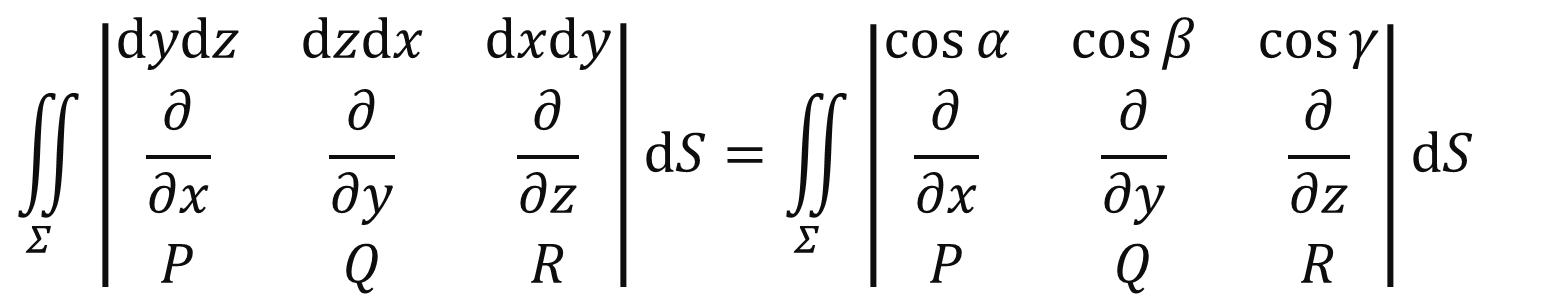 ∬_Σ |dydz dzdx dxdy; ∂/∂x ∂/∂y ∂/∂z; P Q R| dS = ∬_Σ |cos α cos β cos γ; ∂/∂x ∂/∂y ∂/∂z; P Q R| dS